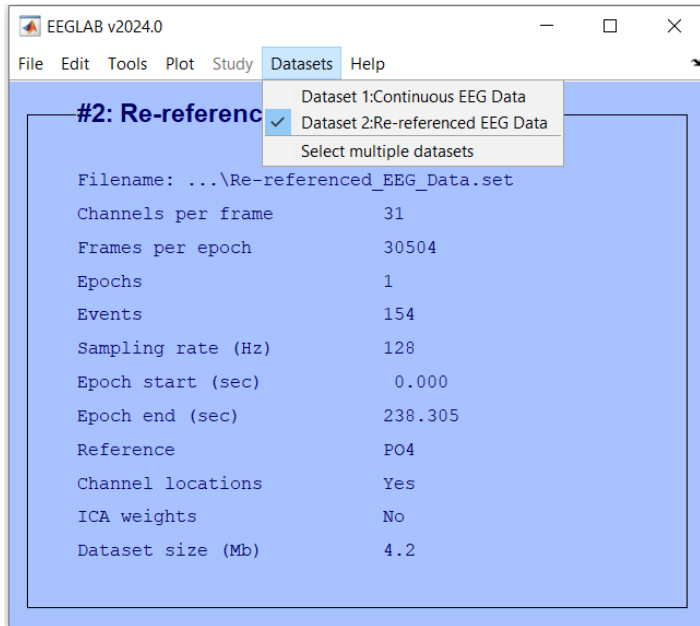 EEGLAB v2024.0
File Edit Tools Plot Study Datasets Help
Dataset 1:Continuous EEG Data
Dataset 2:Re-referenced EEG Data
Select multiple datasets
#2: Re-referenc
Filename: ...\Re-referenced_EEG_Data.set
Channels per frame 31
Frames per epoch 30504
Epochs 1
Events 154
Sampling rate (Hz) 128
Epoch start (sec) 0.000
Epoch end (sec) 238.305
Reference PO4
Channel locations Yes
ICA weights No
Dataset size (Mb) 4.2